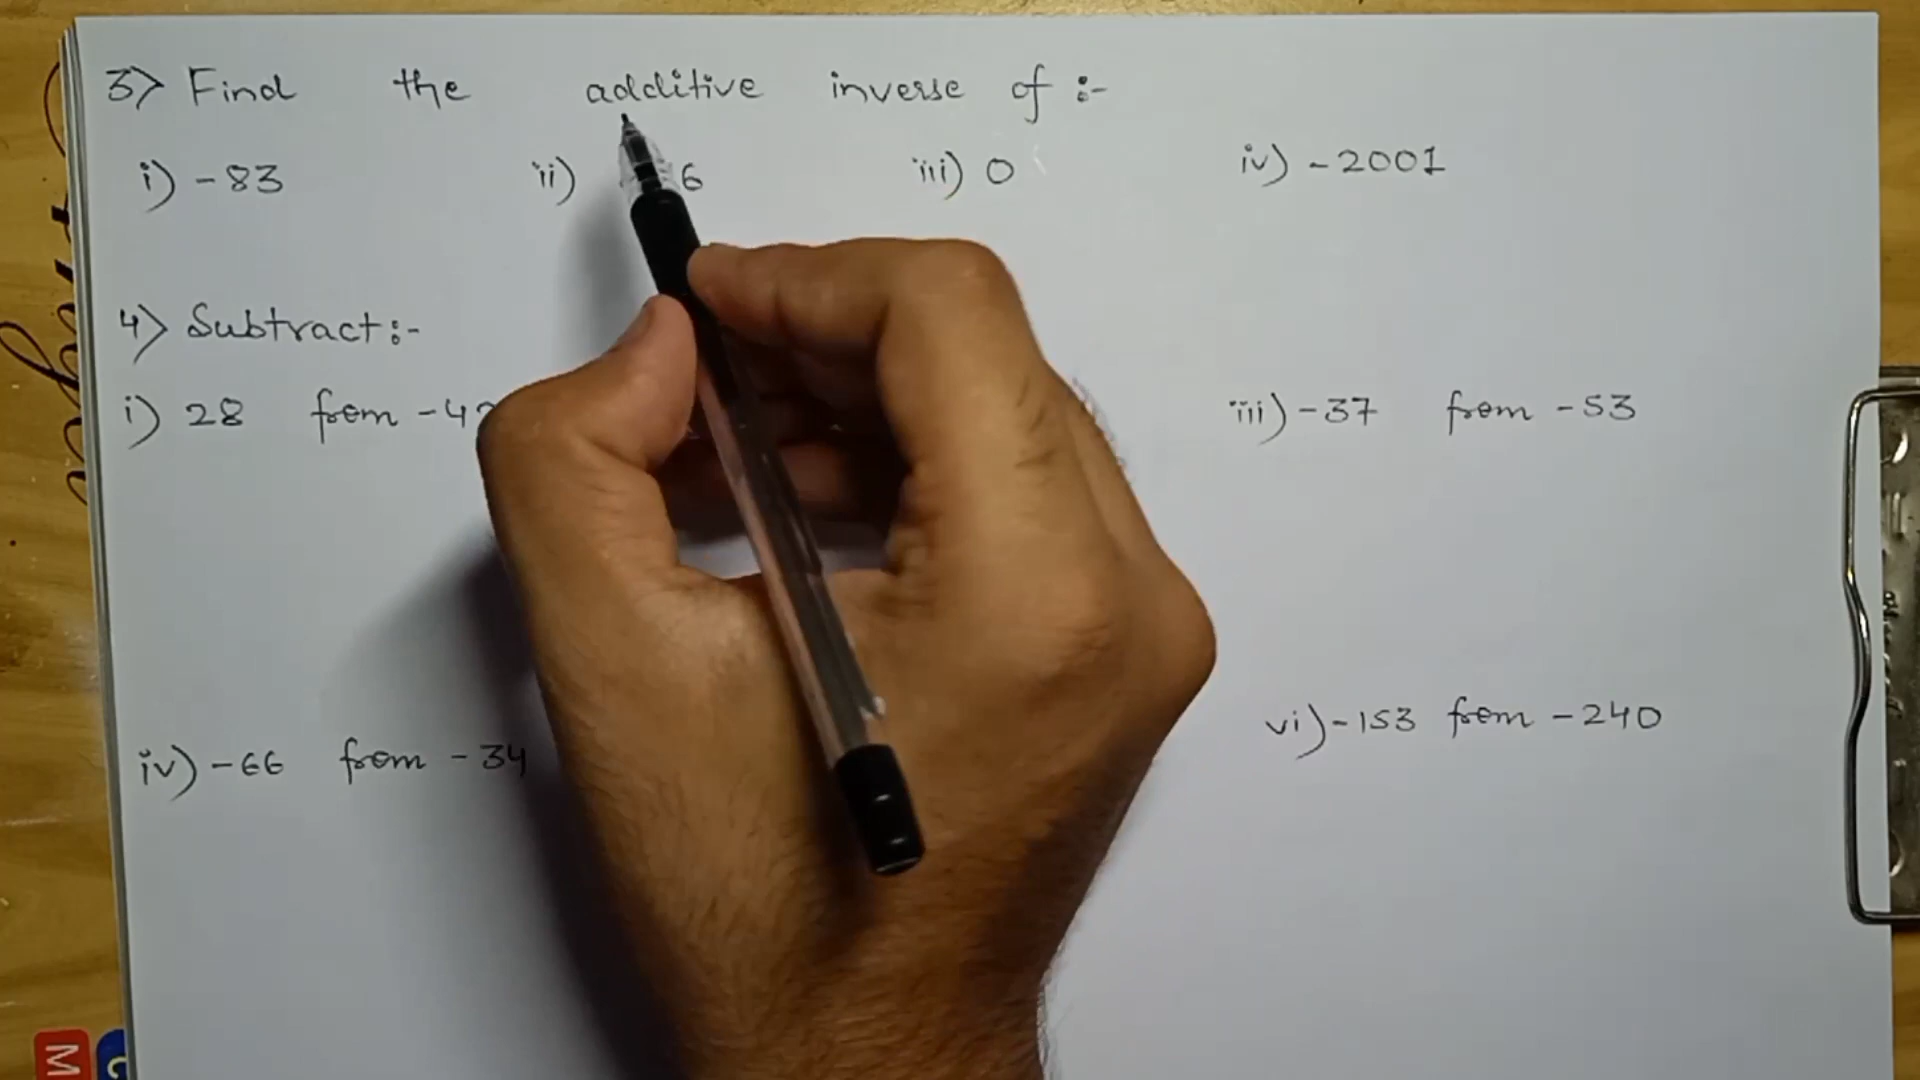 3) Find the additive inverse of :-
i) -83 ii) 6 iii) 0 iv) -2001
4) Subtract :-
i) 28 from -42 iii) -37 from -53
iv) -66 from -34 vi) -153 from -240
M